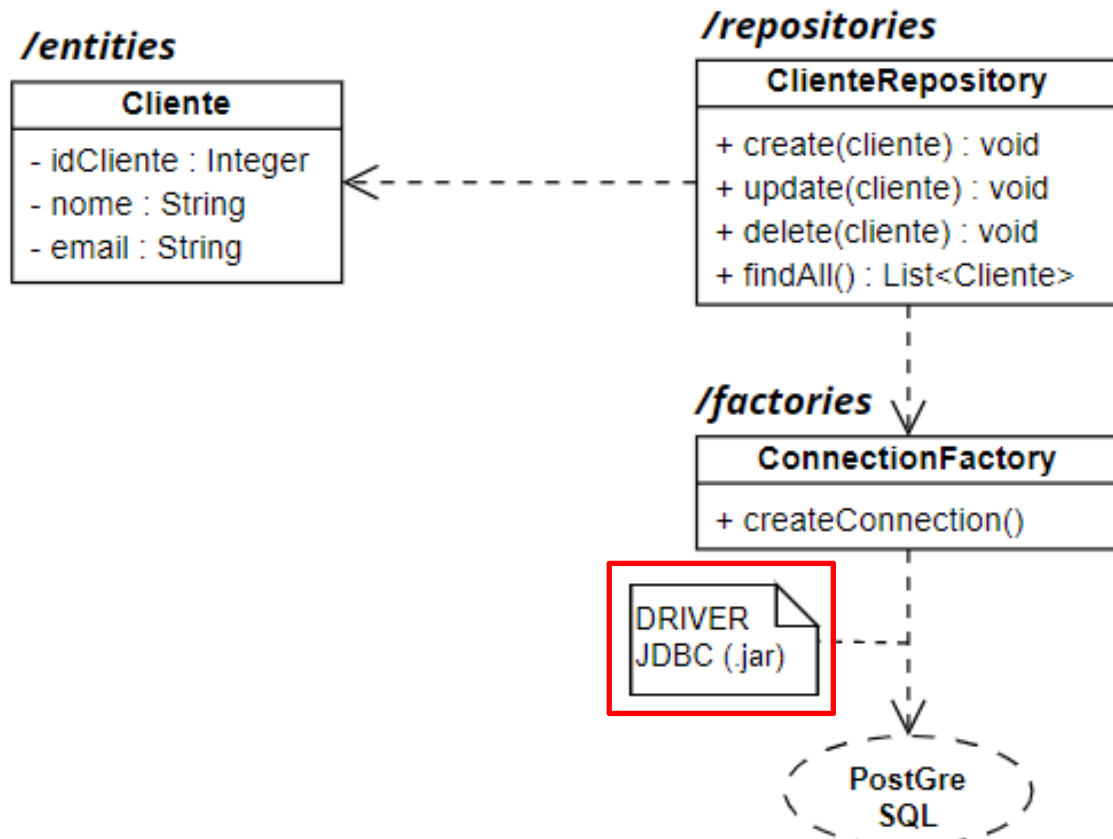 /entities
Cliente
- idCliente : Integer
- nome : String
- email : String
/repositories
ClienteRepository
+ create(cliente) : void
+ update(cliente) : void
+ delete(cliente) : void
+ findAll() : List<Cliente>
/factories
ConnectionFactory
+ createConnection()
DRIVER
JDBC (.jar)
PostGre
SQL